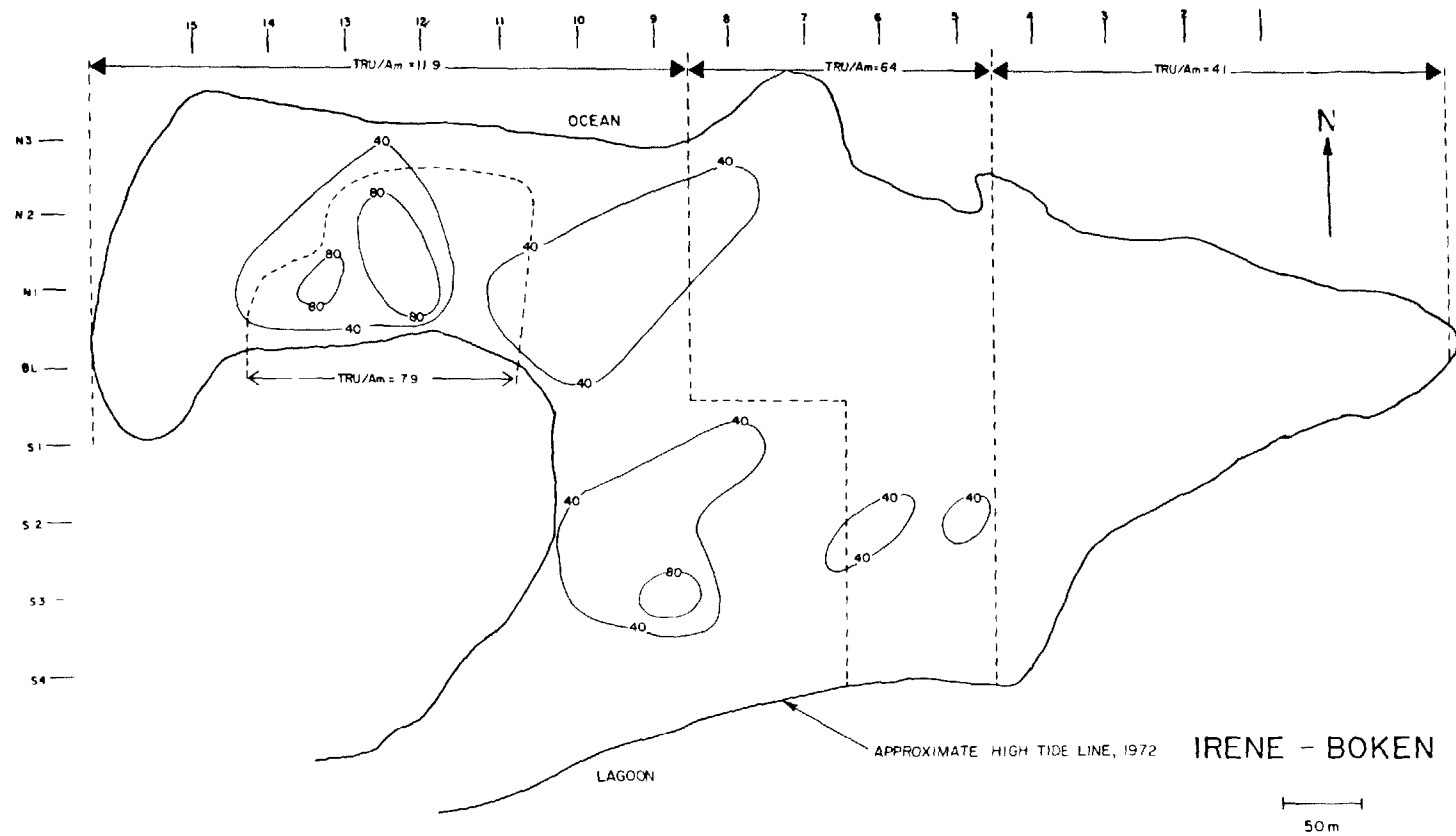 15 14 13 12 11 10 9 8 7 6 5 4 3 2 1
TRU/Am = 11.9 TRU/Am = 6.4 TRU/Am = 4.1
OCEAN
N
N3
40 40
80
N2
40 80
80
N1
80 80
40
BL
TRU/Am = 7.9 40
S1
40
40 40 40
S2
40
80
S3
40
S4
APPROXIMATE HIGH TIDE LINE, 1972
IRENE - BOKEN
LAGOON
50 m